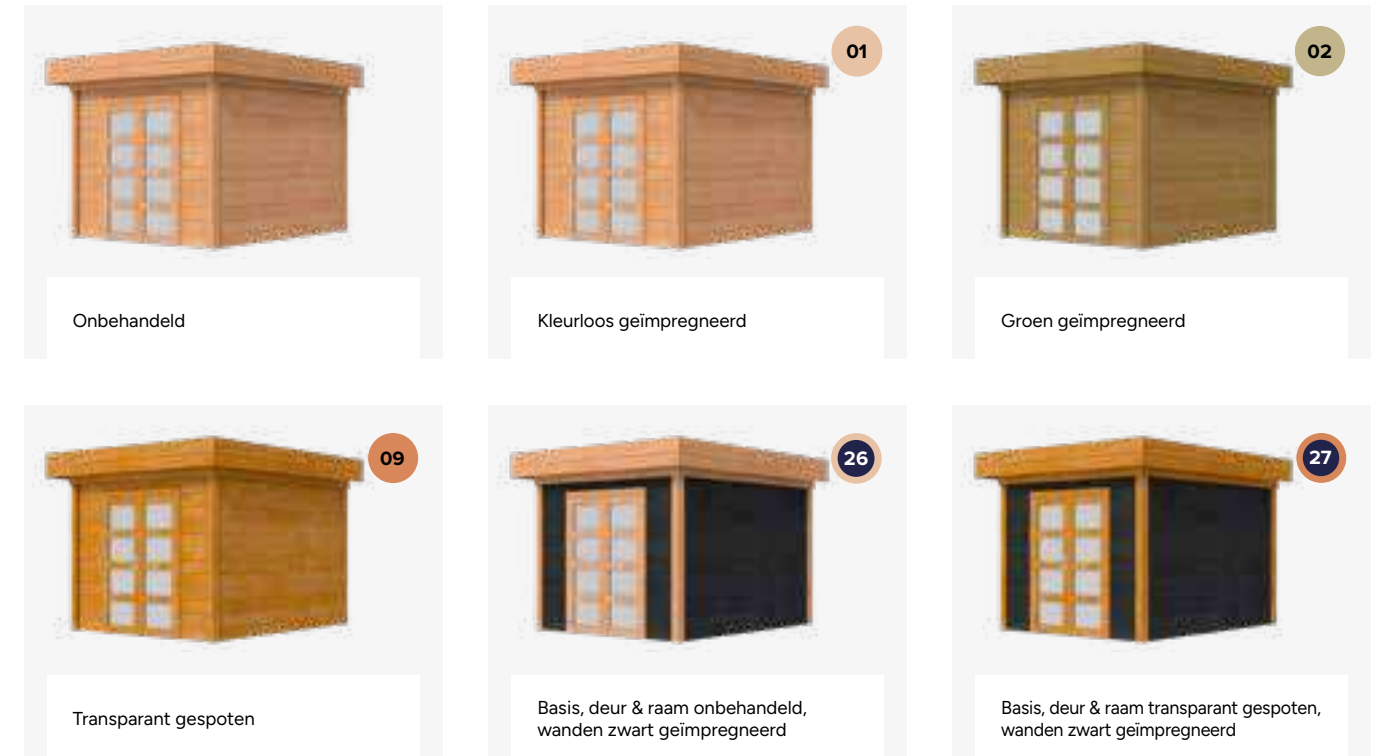 01
02
Onbehandeld
Kleurloos geïmpregneerd
Groen geïmpregneerd
09
26
27
Transparant gespoten
Basis, deur & raam onbehandeld,
wanden zwart geïmpregneerd
Basis, deur & raam transparant gespoten,
wanden zwart geïmpregneerd